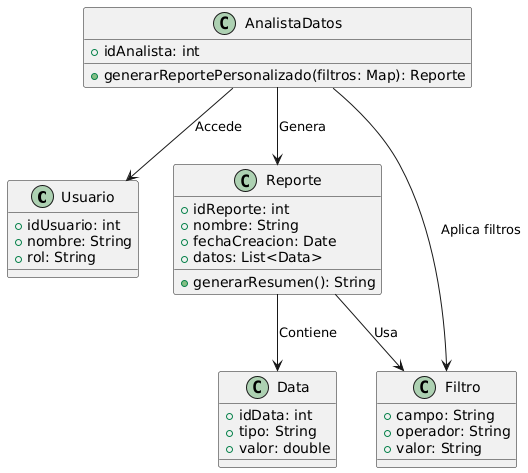 C AnalistaDatos
idAnalista: int
generarReportePersonalizado(filtros: Map): Reporte
Accede
Genera
Aplica filtros
C Usuario
idUsuario: int
nombre: String
rol: String
C Reporte
idReporte: int
nombre: String
fechaCreacion: Date
datos: List<Data>
generarResumen(): String
Contiene
Usa
C Data
idData: int
tipo: String
valor: double
C Filtro
campo: String
operador: String
valor: String